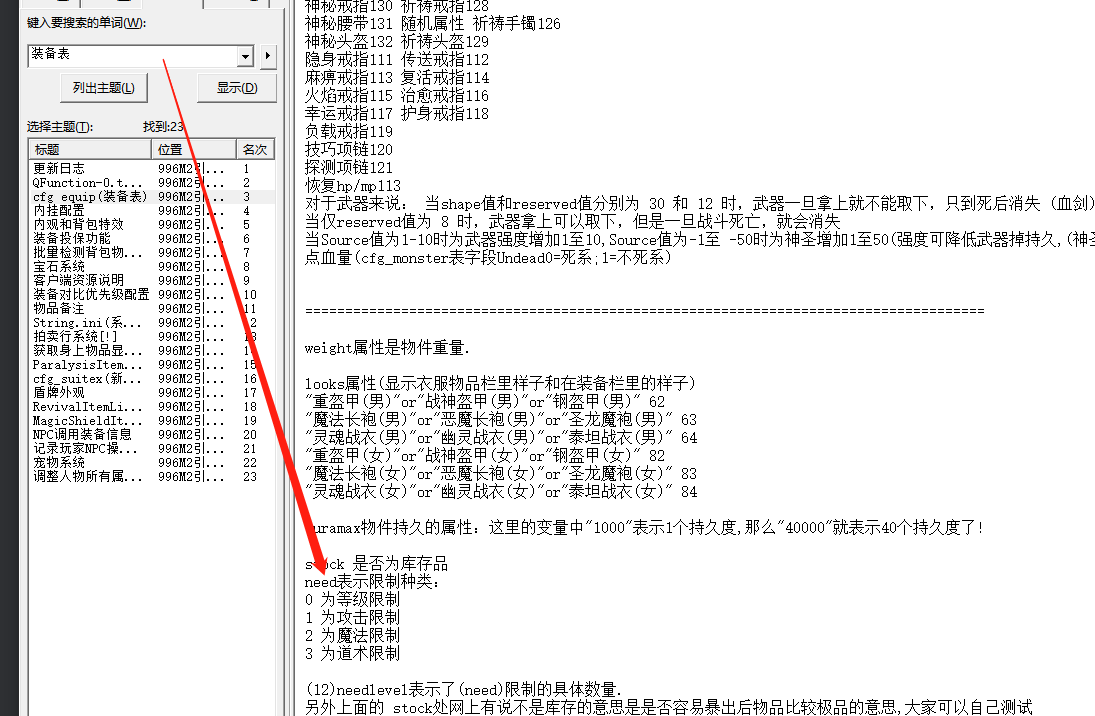 键入要搜索的单词(W):
装备表
列出主题(L) 显示(D)
选择主题(T): 找到:23
标题 位置 名次
更新日志 996M2引... 1
QFunction-0.t... 996M2引... 2
cfg_equip(装备表) 996M2引... 3
内挂配置 996M2引... 4
内观和背包特效 996M2引... 5
装备投保功能 996M2引... 6
批量检测背包物... 996M2引... 7
宝石系统 996M2引... 8
客户端资源说明 996M2引... 9
装备对比优先级配置 996M2引... 10
物品备注 996M2引... 11
String.ini(系... 996M2引... 12
拍卖行系统[!] 996M2引... 13
获取身上物品显... 996M2引... 14
ParalysisItem... 996M2引... 15
cfg_suitex(新... 996M2引... 16
盾牌外观 996M2引... 17
RevivalItemLi... 996M2引... 18
MagicShieldIt... 996M2引... 19
NPC调用装备信息 996M2引... 20
记录玩家NPC操... 996M2引... 21
宠物系统 996M2引... 22
调整人物所有属... 996M2引... 23
神秘戒指130 祈祷戒指128
神秘腰带131 随机属性 祈祷手镯126
神秘头盔132 祈祷头盔129
隐身戒指111 传送戒指112
麻痹戒指113 复活戒指114
火焰戒指115 治愈戒指116
幸运戒指117 护身戒指118
负载戒指119
技巧项链120
探测项链121
恢复hp/mp113
对于武器来说： 当shape值和reserved值分别为 30 和 12 时，武器一旦拿上就不能取下，只到死后消失（血剑）
当仅reserved值为 8 时，武器拿上可以取下，但是一旦战斗死亡，就会消失
当Source值为1-10时为武器强度增加1至10,Source值为-1至 -50时为神圣增加1至50(强度可降低武器掉持久,(神圣
点血量(cfg_monster表字段Undead0=死系;1=不死系)
=====================================================================================
weight属性是物件重量.
looks属性(显示衣服物品栏里样子和在装备栏里的样子)
"重盔甲(男)"or"战神盔甲(男)"or"钢盔甲(男)" 62
"魔法长袍(男)"or"恶魔长袍(男)"or"圣龙魔袍(男)" 63
"灵魂战衣(男)"or"幽灵战衣(男)"or"泰坦战衣(男)" 64
"重盔甲(女)"or"战神盔甲(女)"or"钢盔甲(女)" 82
"魔法长袍(女)"or"恶魔长袍(女)"or"圣龙魔袍(女)" 83
"灵魂战衣(女)"or"幽灵战衣(女)"or"泰坦战衣(女)" 84
duramax物件持久的属性：这里的变量中"1000"表示1个持久度,那么"40000"就表示40个持久度了!
stock 是否为库存品
need表示限制种类：
0 为等级限制
1 为攻击限制
2 为魔法限制
3 为道术限制
(12)needlevel表示了(need)限制的具体数量.
另外上面的 stock处网上有说不是库存的意思是是否容易暴出后物品比较极品的意思,大家可以自己测试